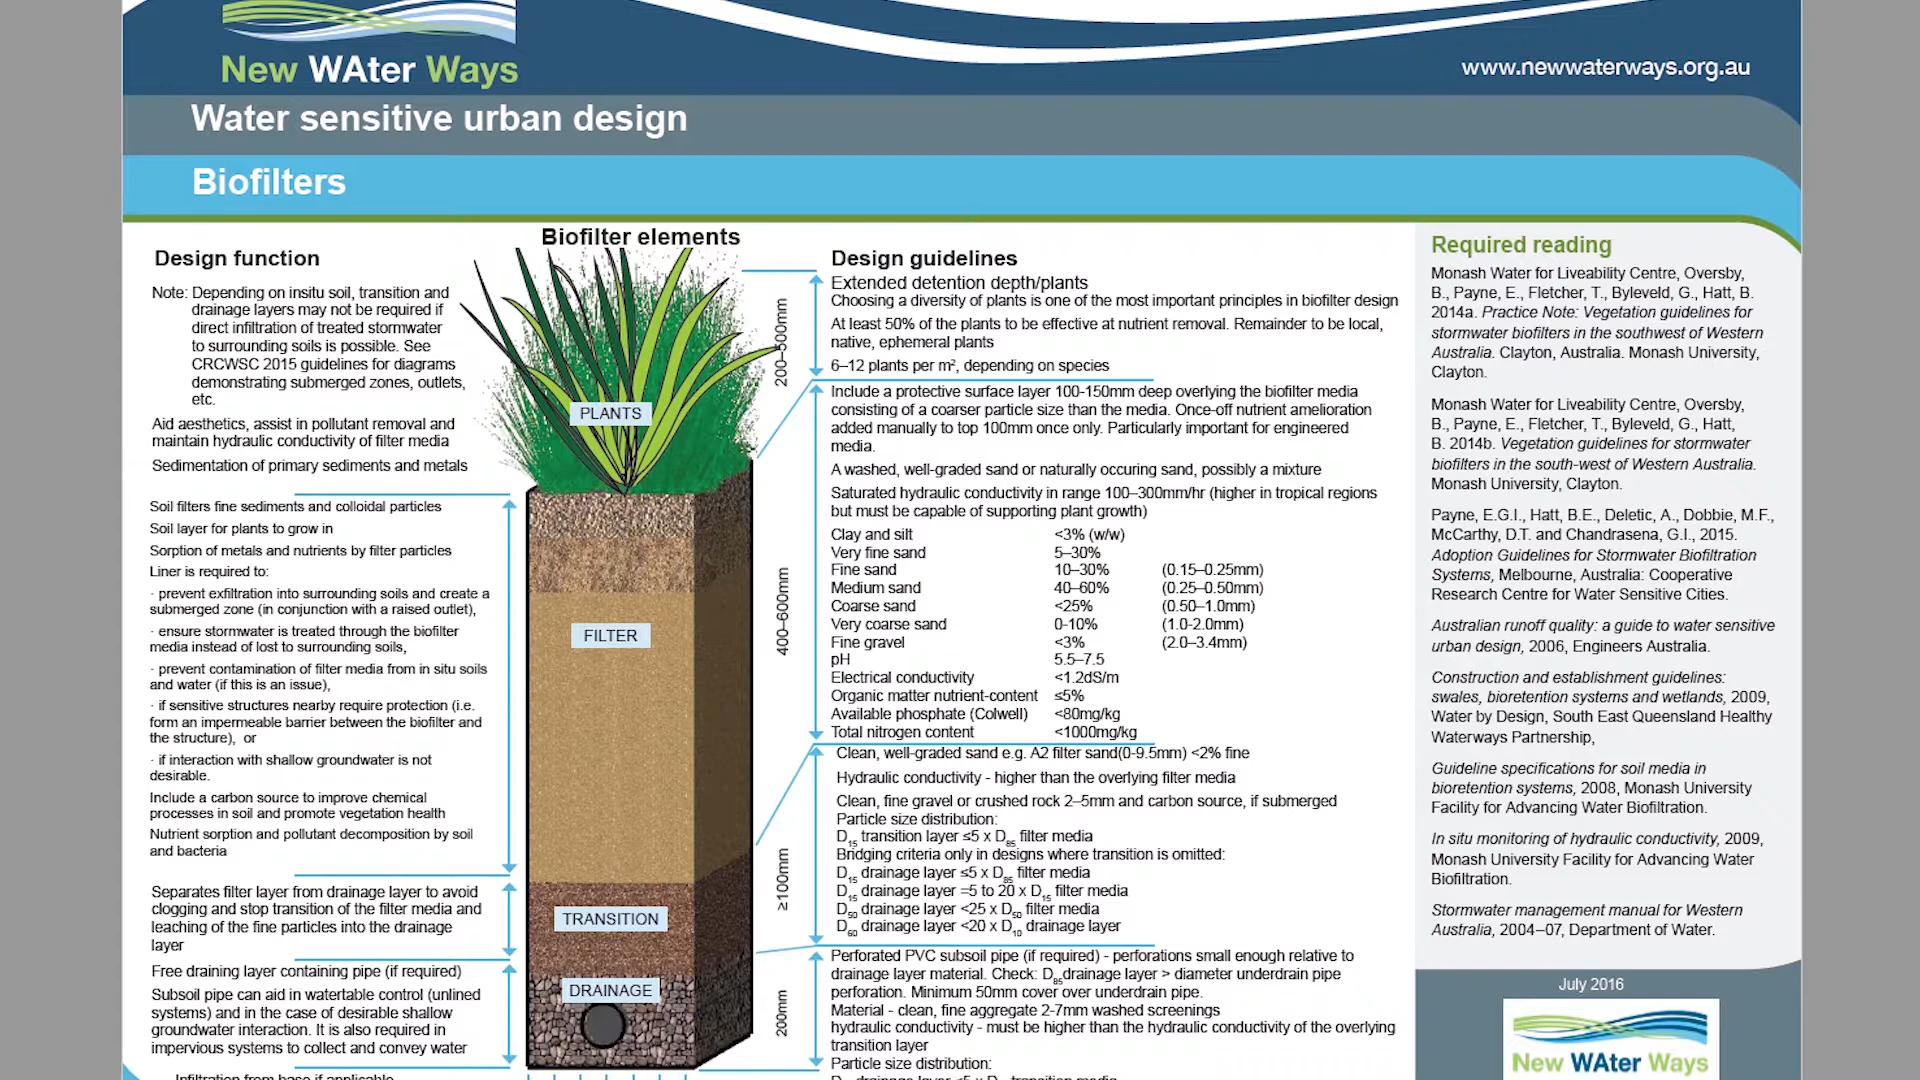 New WAter Ways
www.newwaterways.org.au
Water sensitive urban design
Biofilters
Design function
Note: Depending on insitu soil, transition and
drainage layers may not be required if
direct infiltration of treated stormwater
to surrounding soils is possible. See
CRCWSC 2015 guidelines for diagrams
demonstrating submerged zones, outlets,
etc.
Aid aesthetics, assist in pollutant removal and
maintain hydraulic conductivity of filter media
Sedimentation of primary sediments and metals
Soil filters fine sediments and colloidal particles
Soil layer for plants to grow in
Sorption of metals and nutrients by filter particles
Liner is required to:
· prevent exfiltration into surrounding soils and create a
submerged zone (in conjunction with a raised outlet),
· ensure stormwater is treated through the biofilter
media instead of lost to surrounding soils,
· prevent contamination of filter media from in situ soils
and water (if this is an issue),
· if sensitive structures nearby require protection (i.e.
form an impermeable barrier between the biofilter and
the structure), or
· if interaction with shallow groundwater is not
desirable.
Include a carbon source to improve chemical
processes in soil and promote vegetation health
Nutrient sorption and pollutant decomposition by soil
and bacteria
Separates filter layer from drainage layer to avoid
clogging and stop transition of the filter media and
leaching of the fine particles into the drainage
layer
Free draining layer containing pipe (if required)
Subsoil pipe can aid in watertable control (unlined
systems) and in the case of desirable shallow
groundwater interaction. It is also required in
impervious systems to collect and convey water
Infiltration from base if applicable
Biofilter elements
PLANTS
FILTER
TRANSITION
DRAINAGE
200–500mm
400–600mm
≥100mm
200mm
Design guidelines
Extended detention depth/plants
Choosing a diversity of plants is one of the most important principles in biofilter design
At least 50% of the plants to be effective at nutrient removal. Remainder to be local,
native, ephemeral plants
6–12 plants per m², depending on species
Include a protective surface layer 100-150mm deep overlying the biofilter media
consisting of a coarser particle size than the media. Once-off nutrient amelioration
added manually to top 100mm once only. Particularly important for engineered
media.
A washed, well-graded sand or naturally occuring sand, possibly a mixture
Saturated hydraulic conductivity in range 100–300mm/hr (higher in tropical regions
but must be capable of supporting plant growth)
Clay and silt <3% (w/w)
Very fine sand 5–30%
Fine sand 10–30% (0.15–0.25mm)
Medium sand 40–60% (0.25–0.50mm)
Coarse sand <25% (0.50–1.0mm)
Very coarse sand 0-10% (1.0-2.0mm)
Fine gravel <3% (2.0–3.4mm)
pH 5.5–7.5
Electrical conductivity <1.2dS/m
Organic matter nutrient-content ≤5%
Available phosphate (Colwell) <80mg/kg
Total nitrogen content <1000mg/kg
Clean, well-graded sand e.g. A2 filter sand(0-9.5mm) <2% fine
Hydraulic conductivity - higher than the overlying filter media
Clean, fine gravel or crushed rock 2–5mm and carbon source, if submerged
Particle size distribution:
D15 transition layer ≤5 x D85 filter media
Bridging criteria only in designs where transition is omitted:
D15 drainage layer ≤5 x D85 filter media
D15 drainage layer =5 to 20 x D15 filter media
D50 drainage layer <25 x D50 filter media
D60 drainage layer <20 x D10 drainage layer
Perforated PVC subsoil pipe (if required) - perforations small enough relative to
drainage layer material. Check: D85drainage layer > diameter underdrain pipe
perforation. Minimum 50mm cover over underdrain pipe.
Material - clean, fine aggregate 2-7mm washed screenings
hydraulic conductivity - must be higher than the hydraulic conductivity of the overlying
transition layer
Particle size distribution:
Required reading
Monash Water for Liveability Centre, Oversby,
B., Payne, E., Fletcher, T., Byleveld, G., Hatt, B.
2014a. Practice Note: Vegetation guidelines for
stormwater biofilters in the southwest of Western
Australia. Clayton, Australia. Monash University,
Clayton.
Monash Water for Liveability Centre, Oversby,
B., Payne, E., Fletcher, T., Byleveld, G., Hatt,
B. 2014b. Vegetation guidelines for stormwater
biofilters in the south-west of Western Australia.
Monash University, Clayton.
Payne, E.G.I., Hatt, B.E., Deletic, A., Dobbie, M.F.,
McCarthy, D.T. and Chandrasena, G.I., 2015.
Adoption Guidelines for Stormwater Biofiltration
Systems, Melbourne, Australia: Cooperative
Research Centre for Water Sensitive Cities.
Australian runoff quality: a guide to water sensitive
urban design, 2006, Engineers Australia.
Construction and establishment guidelines:
swales, bioretention systems and wetlands, 2009,
Water by Design, South East Queensland Healthy
Waterways Partnership,
Guideline specifications for soil media in
bioretention systems, 2008, Monash University
Facility for Advancing Water Biofiltration.
In situ monitoring of hydraulic conductivity, 2009,
Monash University Facility for Advancing Water
Biofiltration.
Stormwater management manual for Western
Australia, 2004–07, Department of Water.
July 2016
New WAter Ways